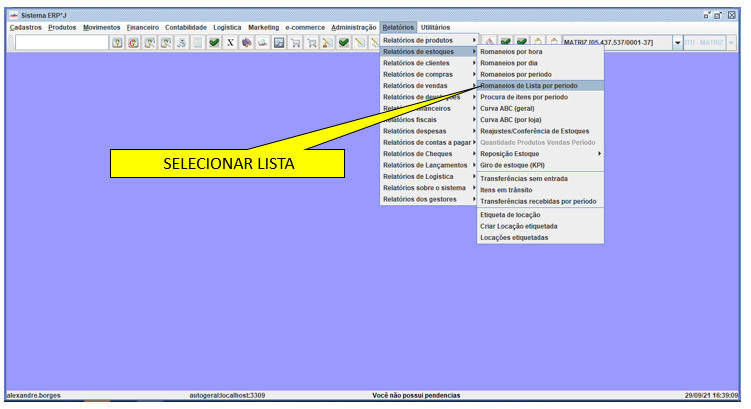 Sistema ERP*J
Cadastros Produtos Movimentos Financeiro Contabilidade Logística Marketing e-commerce Administração Relatórios Utilitários
X
MATRIZ [05.437.537/0001-37]
ITU - MATRIZ
Relatórios de produtos
Relatórios de estoques
Relatórios de clientes
Relatórios de compras
Relatórios de vendas
Relatórios de devoluções
Relatórios financeiros
Relatórios fiscais
Relatórios despesas
Relatórios de contas a pagar
Relatórios de Cheques
Relatórios de Lançamentos
Relatórios de Logística
Relatórios sobre o sistema
Relatórios dos gestores
Romaneios por hora
Romaneios por dia
Romaneios por período
Romaneios de Lista por período
Procura de itens por período
Curva ABC (geral)
Curva ABC (por loja)
Reajustes/Conferência de Estoques
Quantidade Produtos Vendas Período
Reposição Estoque
Giro de estoque (KPI)
Transferências sem entrada
Itens em trânsito
Transferências recebidas por período
Etiqueta de locação
Criar Locação etiquetada
Locações etiquetadas
SELECIONAR LISTA
alexandre.borges
autogeral:localhost:3309
Você não possui pendencias
29/09/21 16:39:09